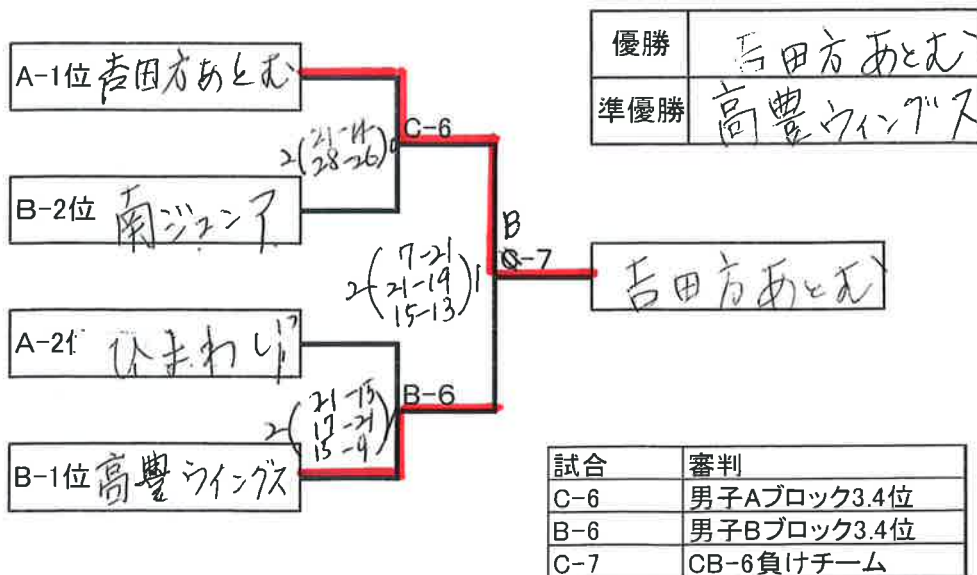 優勝 吉田方あとむ
準優勝 高豊ウィングス
A-1位 吉田方あとむ
C-6
2(21-14 28-26)0
B-2位 南ジュニア
B
C-7
2(7-21 21-19 15-13)1
吉田方あとむ
A-2位 ひまわり
B-6
2(21-15 17-21 15-9)
B-1位 高豊ウイングス
試合 審判
C-6 男子Aブロック3.4位
B-6 男子Bブロック3.4位
C-7 CB-6負けチーム